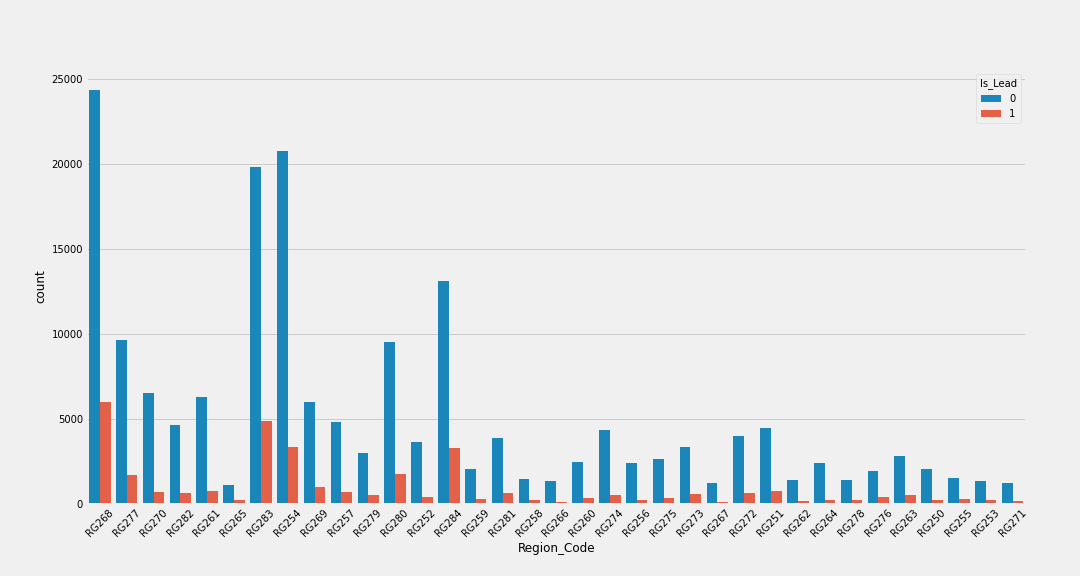 Is_Lead
0
1
25000
20000
15000
10000
5000
0
count
RG268
RG277
RG270
RG282
RG261
RG265
RG283
RG254
RG269
RG257
RG279
RG280
RG252
RG284
RG259
RG281
RG258
RG266
RG260
RG274
RG256
RG275
RG273
RG267
RG272
RG251
RG262
RG264
RG278
RG276
RG263
RG250
RG255
RG253
RG271
Region_Code